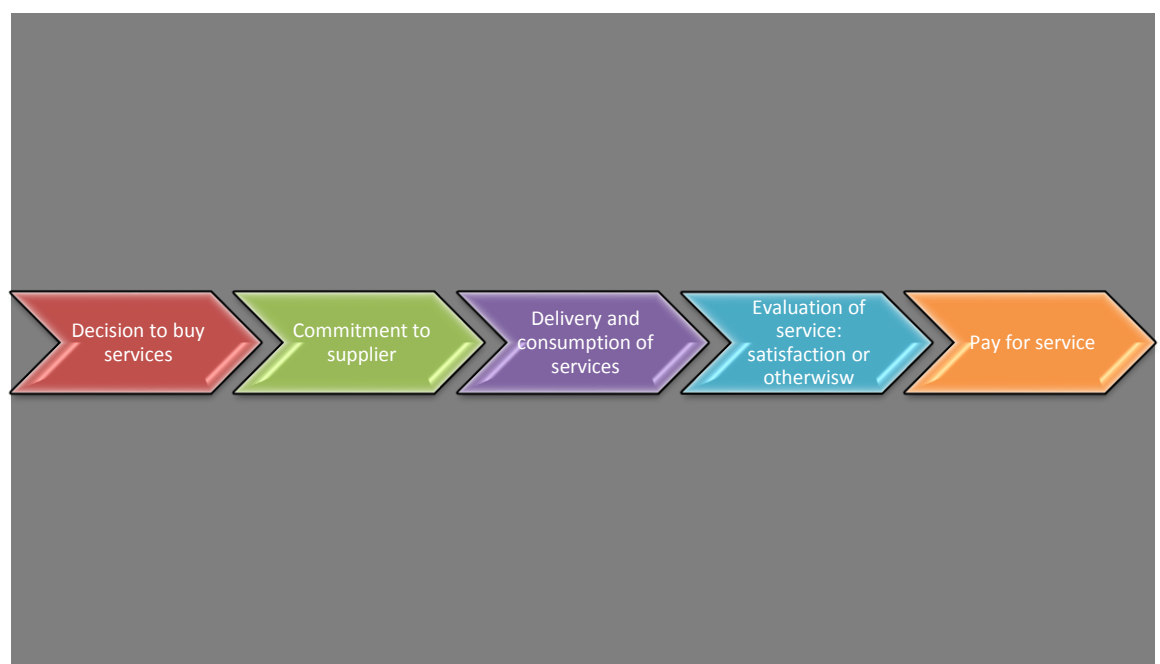 Decision to buy
services
Commitment to
supplier
Delivery and
consumption of
services
Evaluation of
service:
satisfaction or
otherwisw
Pay for service